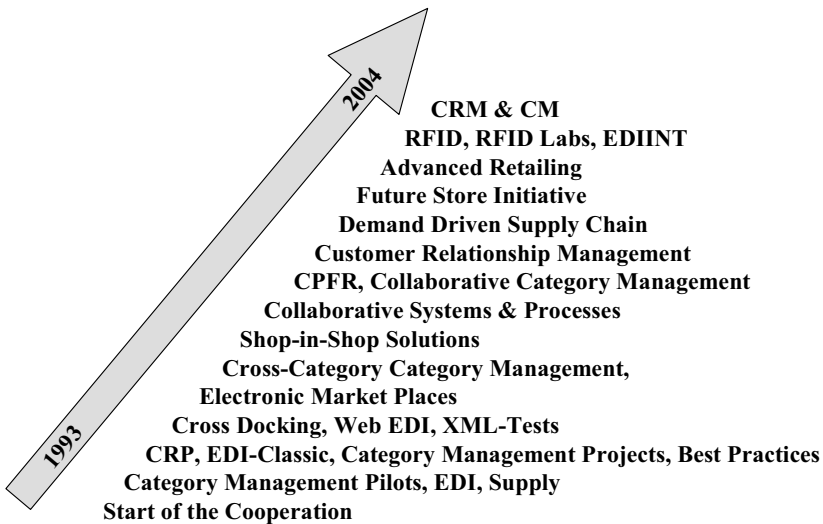 2004
CRM & CM
RFID, RFID Labs, EDIINT
Advanced Retailing
Future Store Initiative
Demand Driven Supply Chain
Customer Relationship Management
CPFR, Collaborative Category Management
Collaborative Systems & Processes
Shop-in-Shop Solutions
Cross-Category Category Management,
Electronic Market Places
Cross Docking, Web EDI, XML-Tests
1993
CRP, EDI-Classic, Category Management Projects, Best Practices
Category Management Pilots, EDI, Supply
Start of the Cooperation